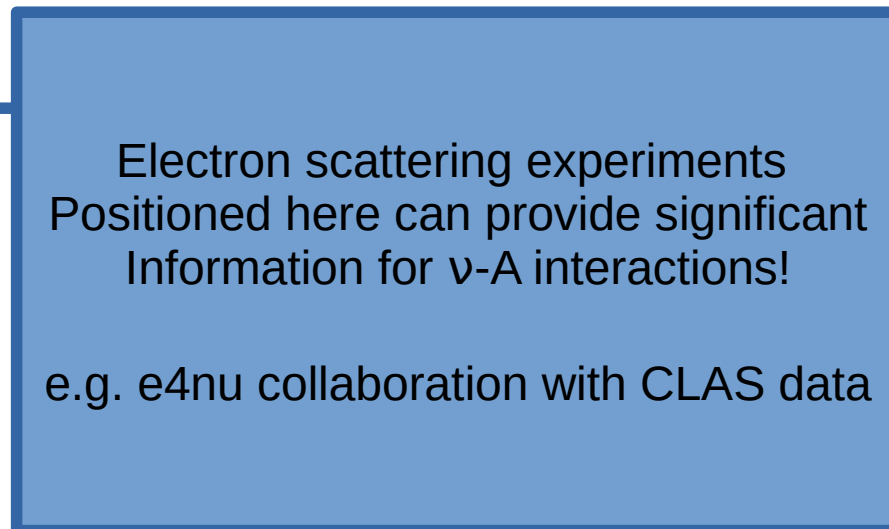 Electron scattering experiments
Positioned here can provide significant
Information for ν-A interactions!
e.g. e4nu collaboration with CLAS data